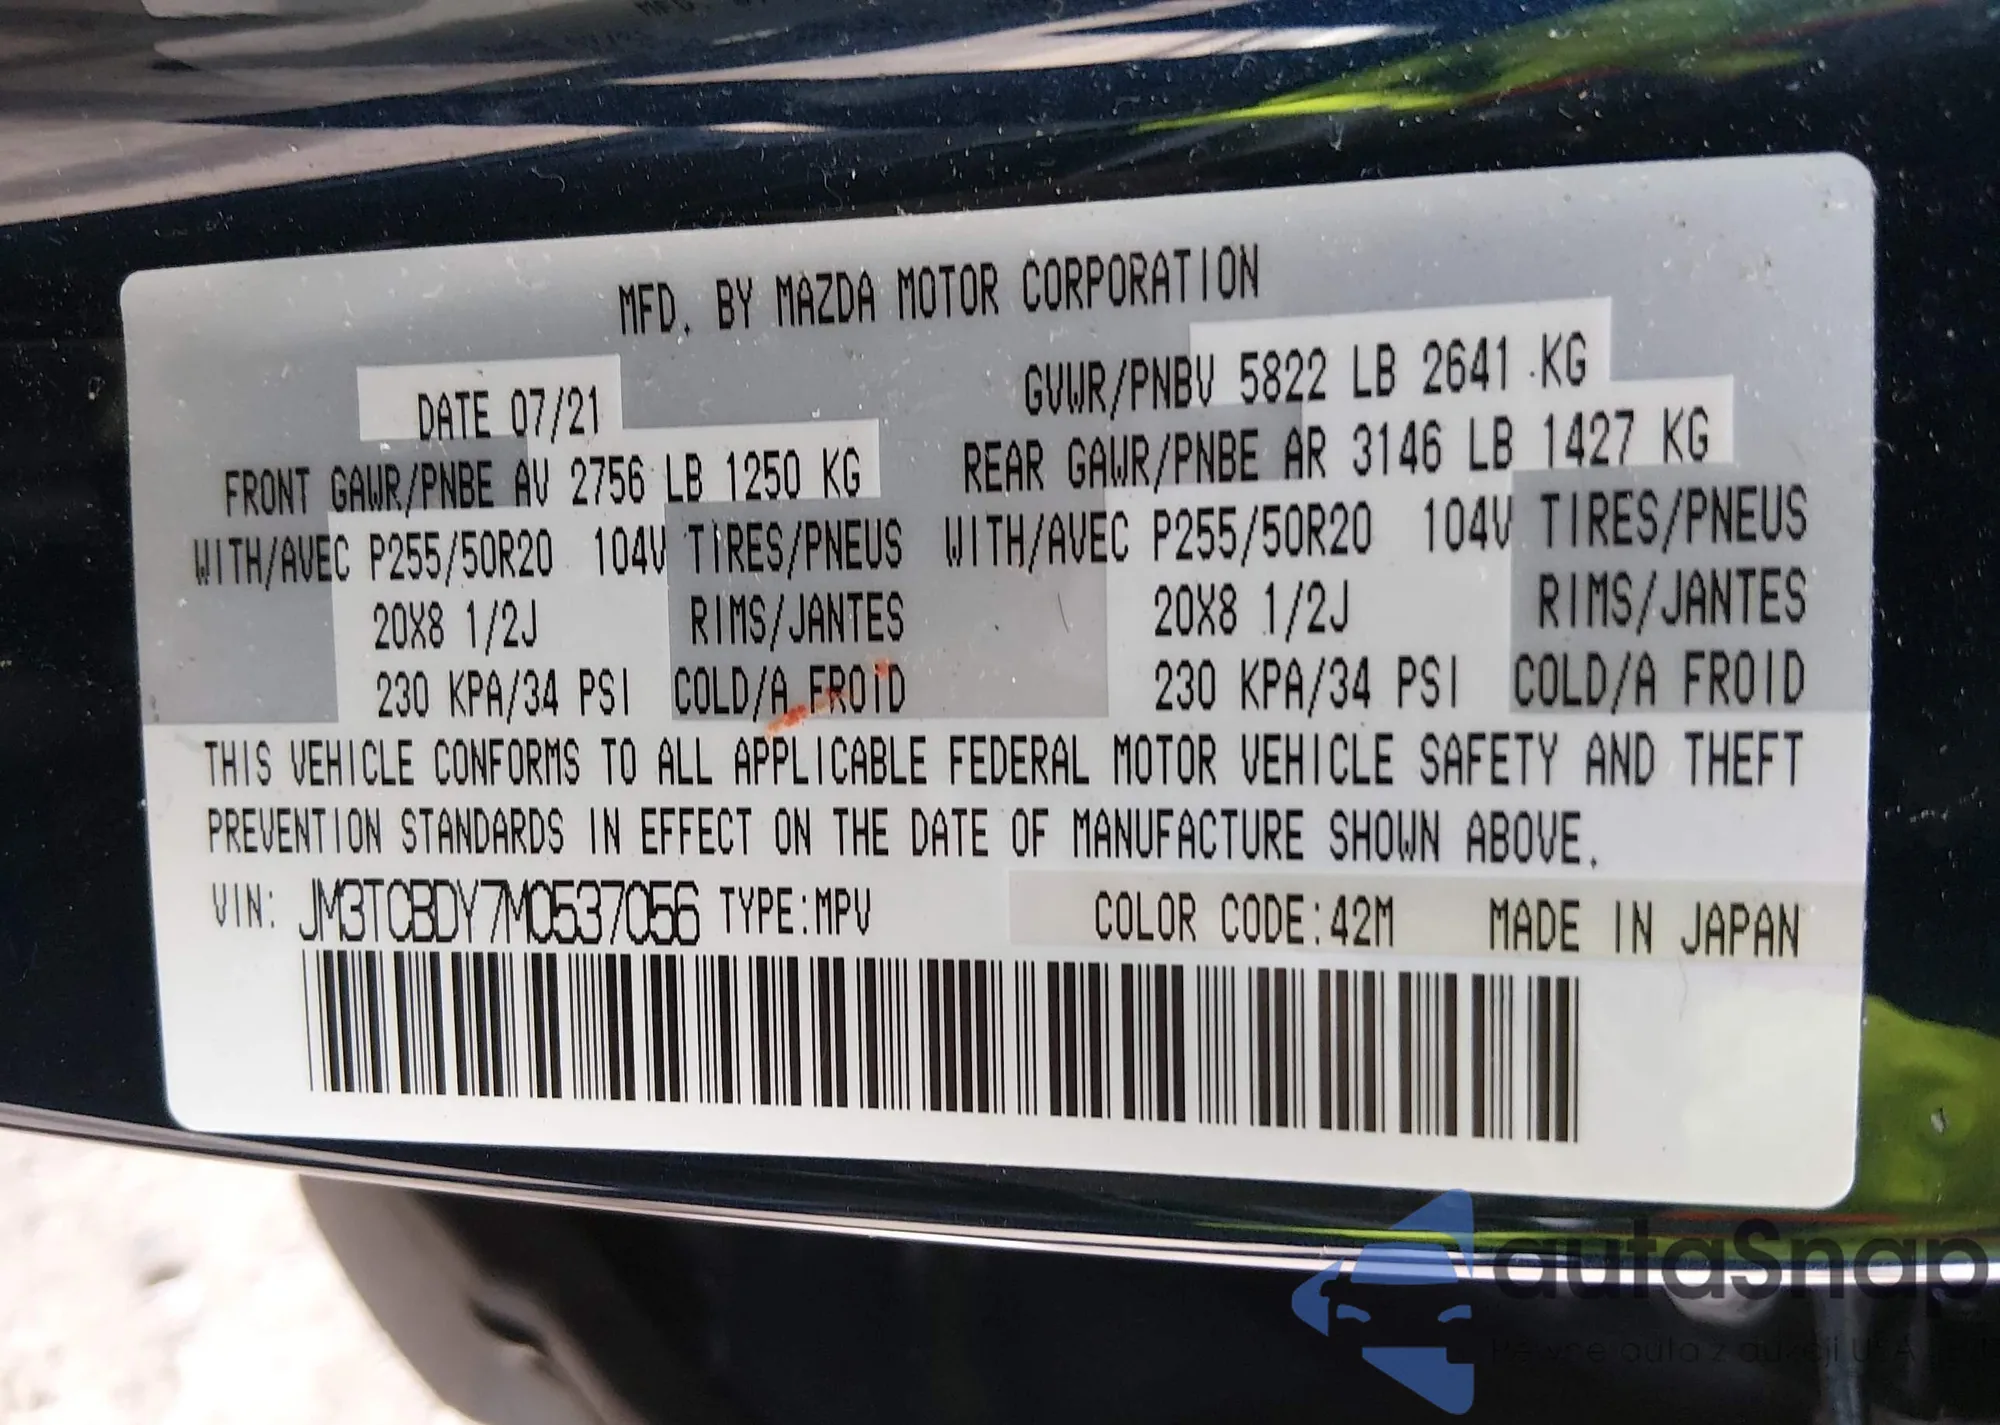 MFD. BY MAZDA MOTOR CORPORATION
DATE 07/21
GVWR/PNBV 5822 LB 2641 KG
FRONT GAWR/PNBE AV 2756 LB 1250 KG
REAR GAWR/PNBE AR 3146 LB 1427 KG
WITH/AVEC P255/50R20 104V TIRES/PNEUS
WITH/AVEC P255/50R20 104V TIRES/PNEUS
20X8 1/2J RIMS/JANTES
20X8 1/2J RIMS/JANTES
230 KPA/34 PSI COLD/A FROID
230 KPA/34 PSI COLD/A FROID
THIS VEHICLE CONFORMS TO ALL APPLICABLE FEDERAL MOTOR VEHICLE SAFETY AND THEFT
PREVENTION STANDARDS IN EFFECT ON THE DATE OF MANUFACTURE SHOWN ABOVE.
VIN: JM3TCBDY7M0537056 TYPE:MPV COLOR CODE:42M MADE IN JAPAN
autaSnap
auta z aukcji USA